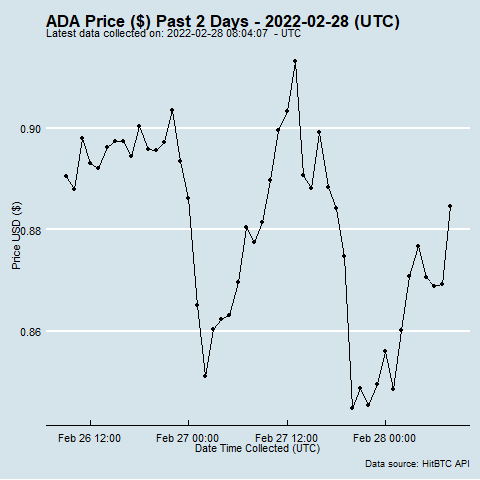 ADA Price ($) Past 2 Days - 2022-02-28 (UTC)
Latest data collected on: 2022-02-28 08:04:07 - UTC
0.90
0.88
0.86
Price USD ($)
Feb 26 12:00
Feb 27 00:00
Feb 27 12:00
Feb 28 00:00
Date Time Collected (UTC)
Data source: HitBTC API